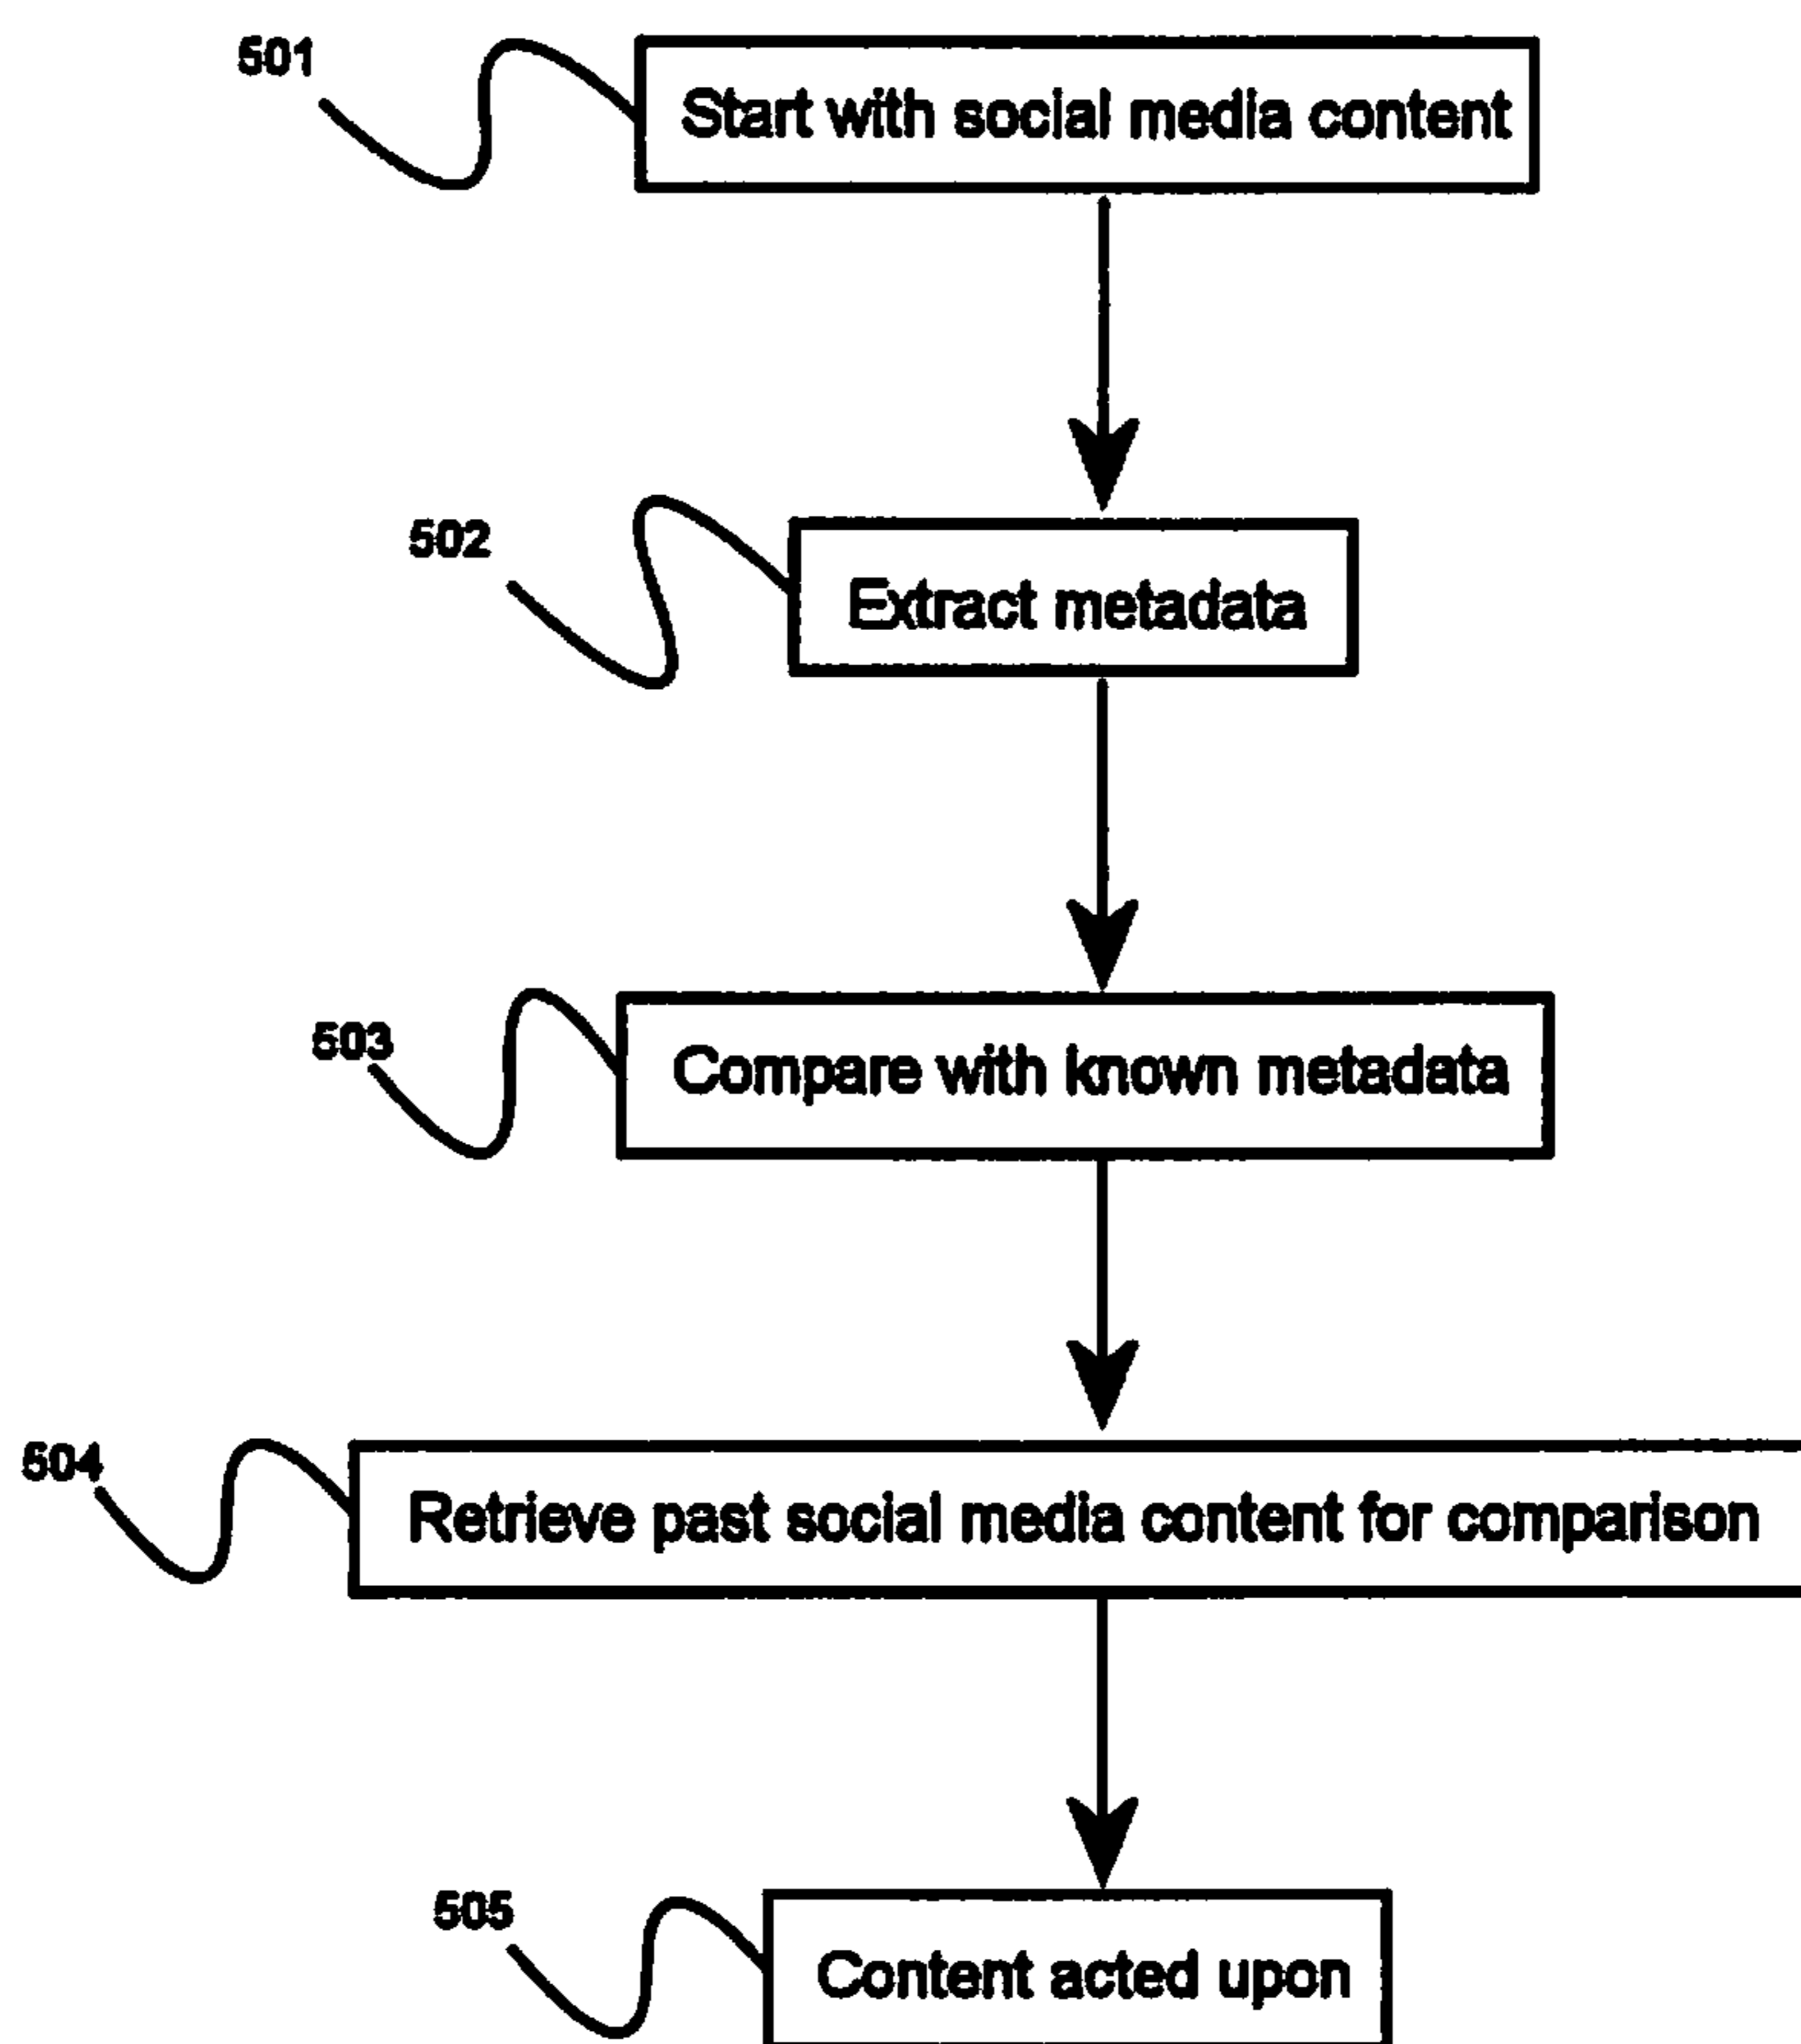 501
Start with social media content
502
Extract metadata
503
Compare with known metadata
504
Retrieve past social media content for comparison
505
Content acted upon